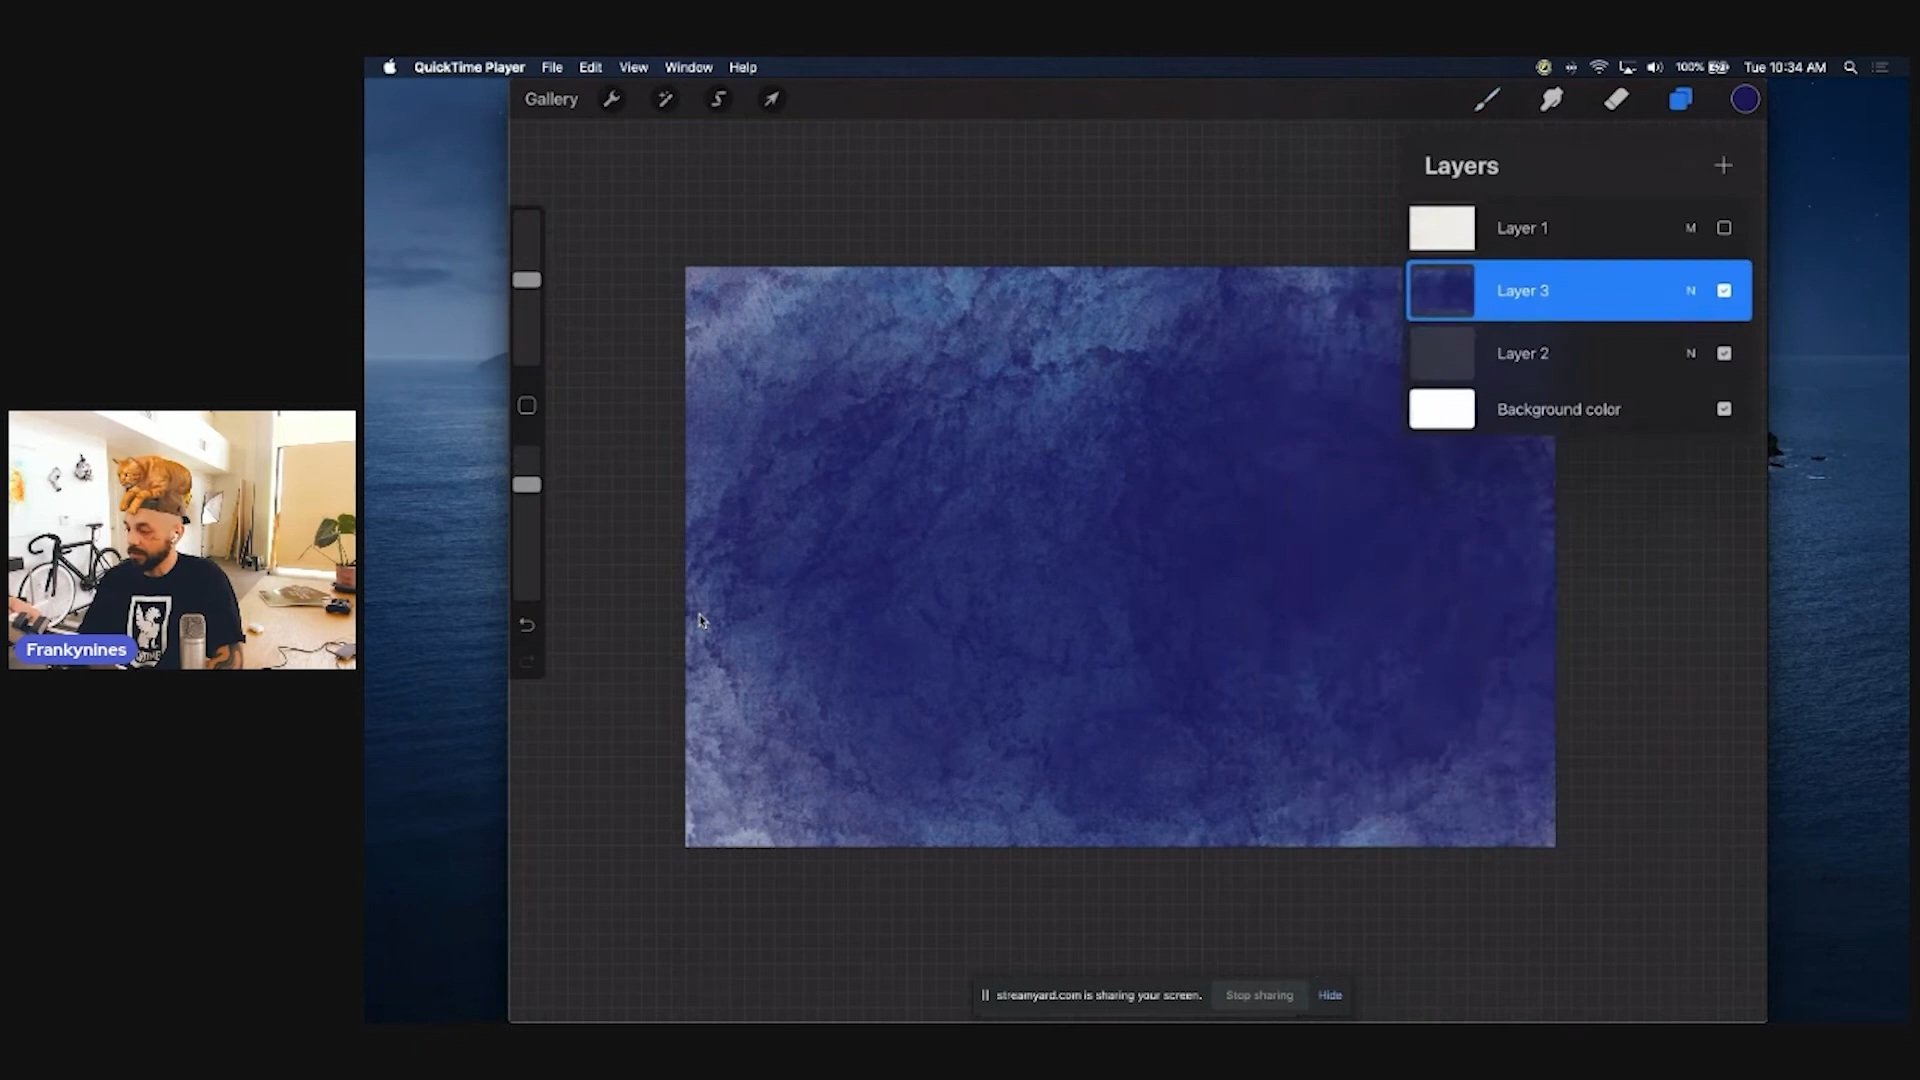 QuickTime Player File Edit View Window Help 100% Tue 10:34 AM
Gallery
Layers
Layer 1 M
Layer 3 N
Layer 2 N
Background color
Frankynines
streamyard.com is sharing your screen. Stop sharing Hide